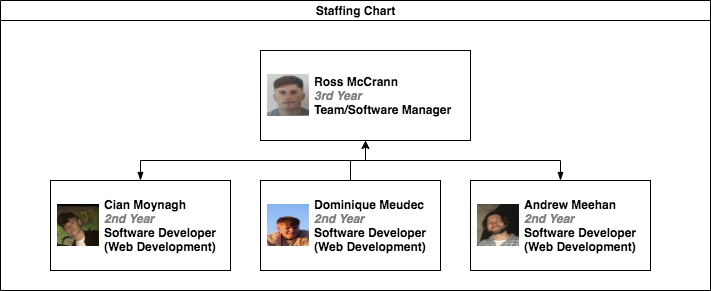 Staffing Chart
Ross McCrann
3rd Year
Team/Software Manager
Cian Moynagh
2nd Year
Software Developer
(Web Development)
Dominique Meudec
2nd Year
Software Developer
(Web Development)
Andrew Meehan
2nd Year
Software Developer
(Web Development)